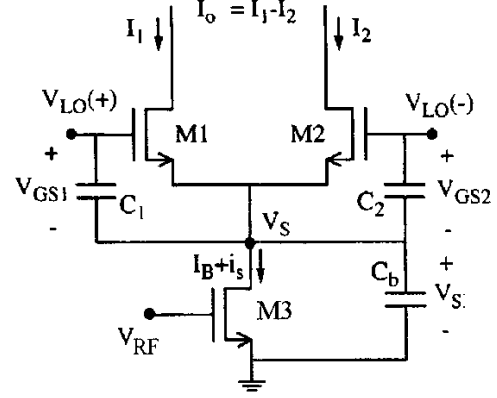 I₁ I₀ = I₁-I₂ I₂
V_LO(+) V_LO(-)
M1 M2
+ +
V_GS1 C₁ C₂ V_GS2
- -
V_S
+
I_B+i_s C_b V_S
M3
V_RF -